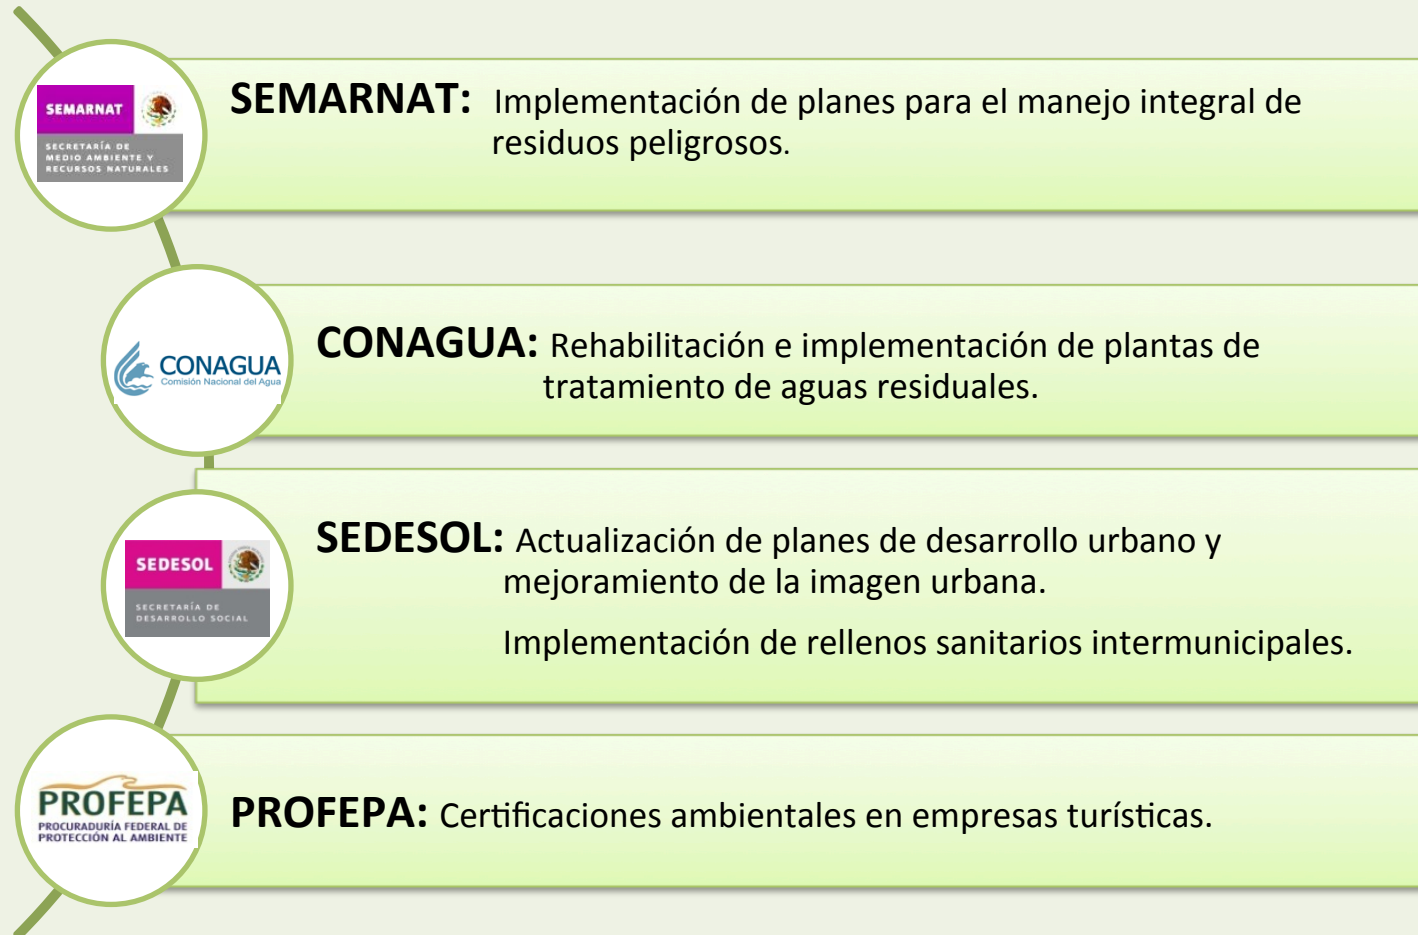 SEMARNAT
SECRETARÍA DE
MEDIO AMBIENTE Y
RECURSOS NATURALES
SEMARNAT: Implementación de planes para el manejo integral de
residuos peligrosos.
CONAGUA
Comisión Nacional del Agua
CONAGUA: Rehabilitación e implementación de plantas de
tratamiento de aguas residuales.
SEDESOL
SECRETARÍA DE
DESARROLLO SOCIAL
SEDESOL: Actualización de planes de desarrollo urbano y
mejoramiento de la imagen urbana.
Implementación de rellenos sanitarios intermunicipales.
PROFEPA
PROCURADURÍA FEDERAL DE
PROTECCIÓN AL AMBIENTE
PROFEPA: Certificaciones ambientales en empresas turísticas.